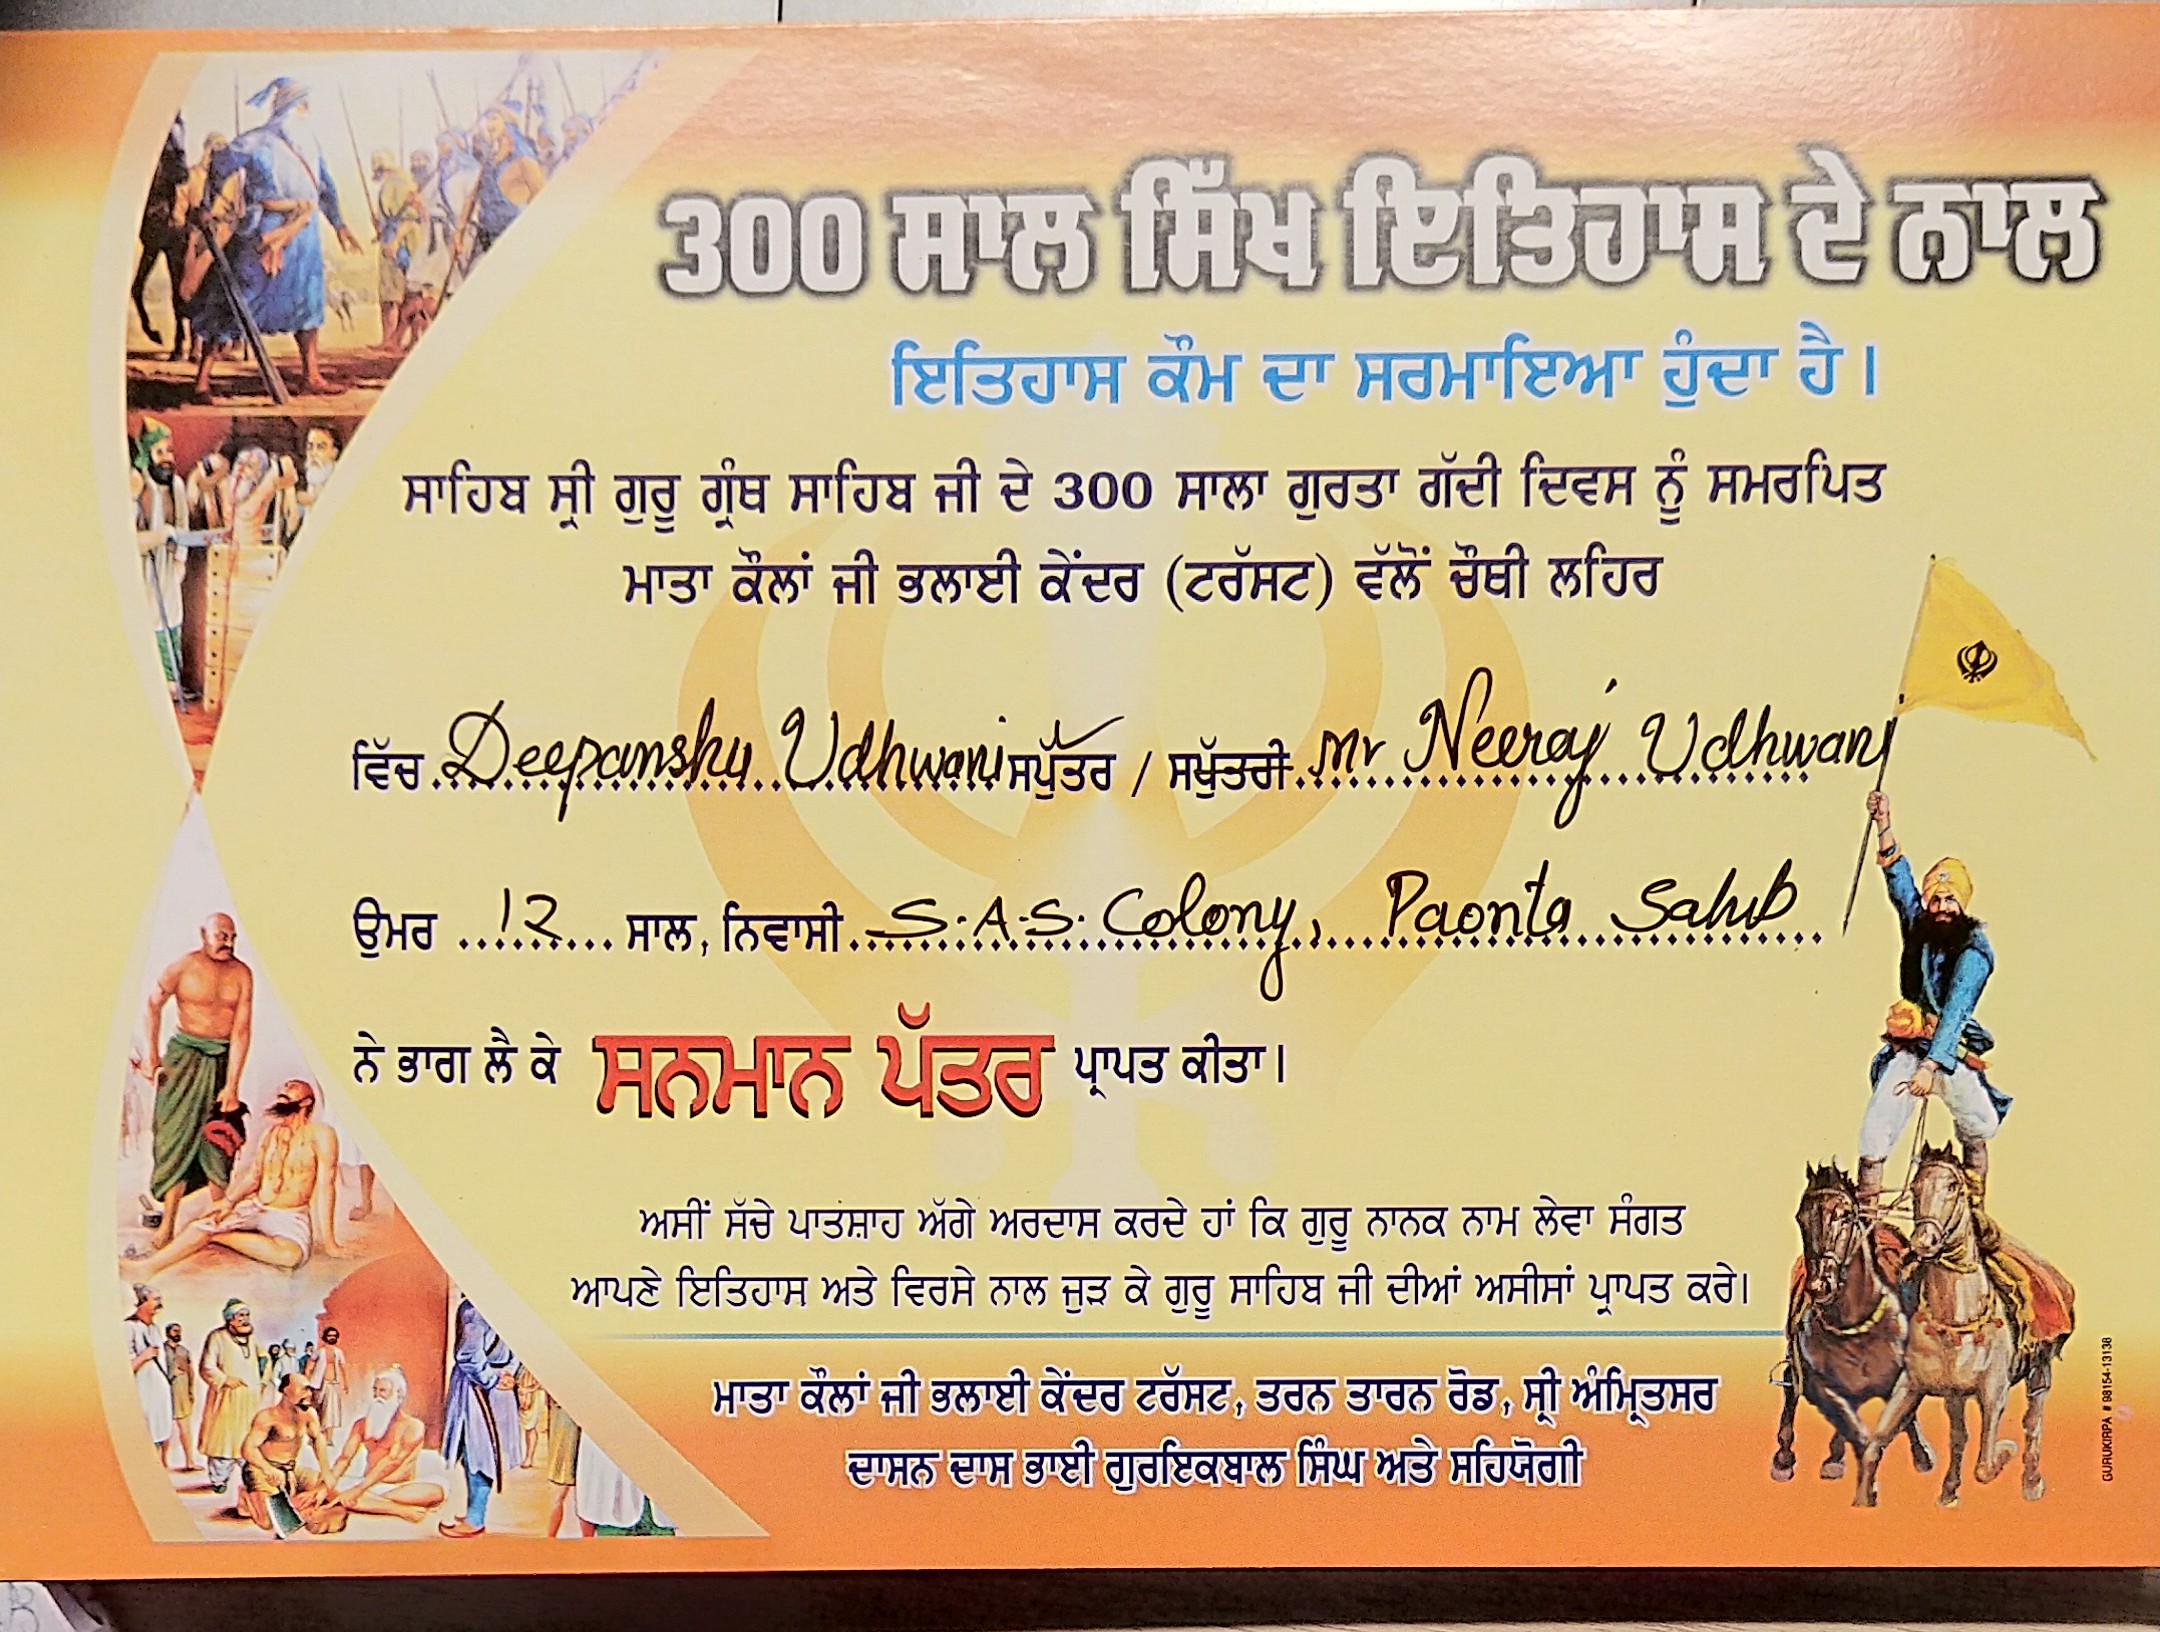 300 ਸਾਲ ਸਿੱਖ ਇਤਿਹਾਸ ਦੇ ਨਾਲ
ਇਤਿਹਾਸ ਕੌਮ ਦਾ ਸਰਮਾਇਆ ਹੁੰਦਾ ਹੈ।
ਸਾਹਿਬ ਸ੍ਰੀ ਗੁਰੂ ਗ੍ਰੰਥ ਸਾਹਿਬ ਜੀ ਦੇ 300 ਸਾਲਾ ਗੁਰਤਾ ਗੱਦੀ ਦਿਵਸ ਨੂੰ ਸਮਰਪਿਤ
ਮਾਤਾ ਕੌਲਾਂ ਜੀ ਭਲਾਈ ਕੇਂਦਰ (ਟਰੱਸਟ) ਵੱਲੋਂ ਚੌਥੀ ਲਹਿਰ
ਵਿੱਚ Deepanshu Udhwani ਸਪੁੱਤਰ / ਸਪੁੱਤਰੀ Mr Neeraj Udhwani
ਉਮਰ 12 ਸਾਲ, ਨਿਵਾਸੀ S.A.S. Colony, Paonta Sahib
ਨੇ ਭਾਗ ਲੈ ਕੇ ਸਨਮਾਨ ਪੱਤਰ ਪ੍ਰਾਪਤ ਕੀਤਾ।
ਅਸੀਂ ਸੱਚੇ ਪਾਤਸ਼ਾਹ ਅੱਗੇ ਅਰਦਾਸ ਕਰਦੇ ਹਾਂ ਕਿ ਗੁਰੂ ਨਾਨਕ ਨਾਮ ਲੇਵਾ ਸੰਗਤ
ਆਪਣੇ ਇਤਿਹਾਸ ਅਤੇ ਵਿਰਸੇ ਨਾਲ ਜੁੜ ਕੇ ਗੁਰੂ ਸਾਹਿਬ ਜੀ ਦੀਆਂ ਅਸੀਸਾਂ ਪ੍ਰਾਪਤ ਕਰੇ।
ਮਾਤਾ ਕੌਲਾਂ ਜੀ ਭਲਾਈ ਕੇਂਦਰ ਟਰੱਸਟ, ਤਰਨ ਤਾਰਨ ਰੋਡ, ਸ੍ਰੀ ਅੰਮ੍ਰਿਤਸਰ
ਦਾਸਨ ਦਾਸ ਭਾਈ ਗੁਰਇਕਬਾਲ ਸਿੰਘ ਅਤੇ ਸਹਿਯੋਗੀ
GURUKIRPA # 98154-13138